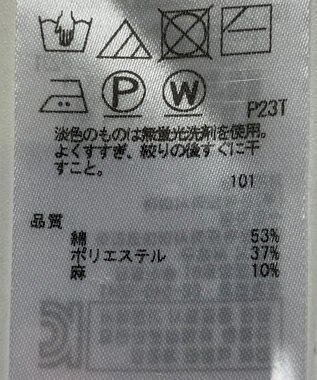 P
W
P23T
淡色のものは無蛍光洗剤を使用。
よくすすぎ、絞りの後すぐに干
すこと。
101
品質
綿 53%
ポリエステル 37%
麻 10%